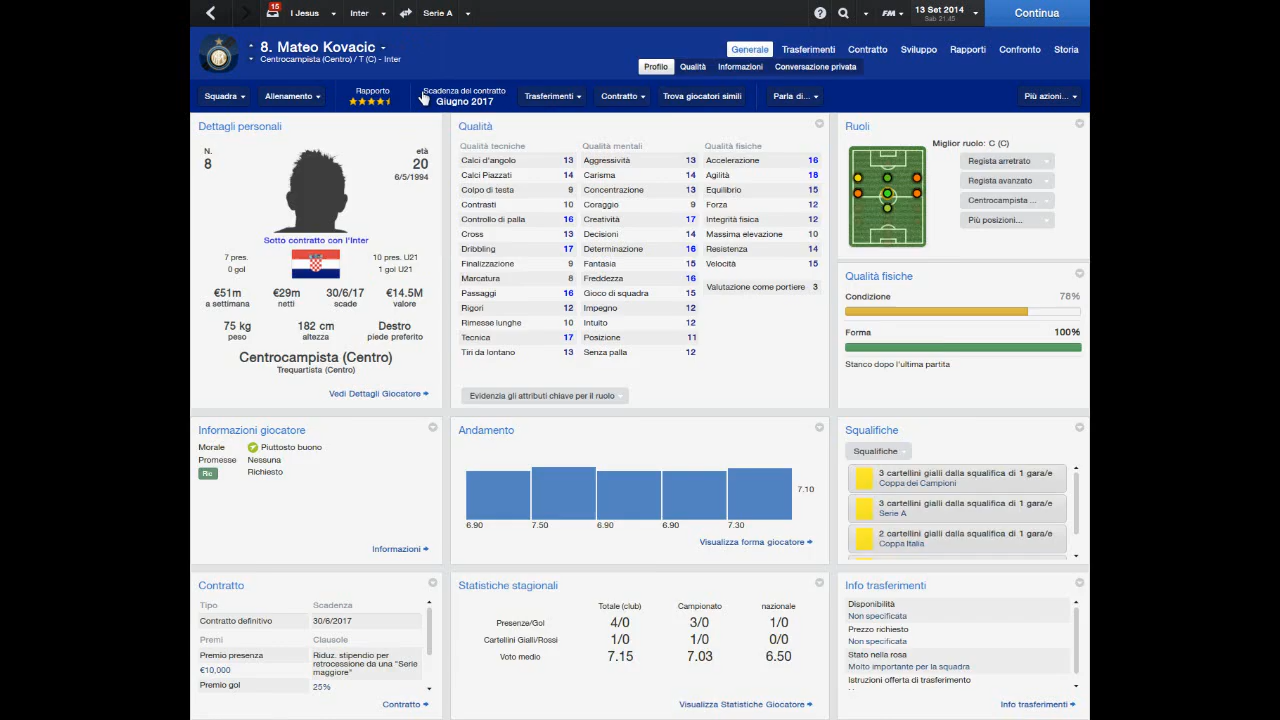 15
I Jesus
Inter
Serie A
FM
13 Set 2014
Sab 21:45
Continua
8. Mateo Kovacic
Centrocampista (Centro) / T (C) - Inter
Generale
Trasferimenti
Contratto
Sviluppo
Rapporti
Confronto
Storia
Profilo
Qualità
Informazioni
Conversazione privata
Squadra
Allenamento
Rapporto
Scadenza del contratto
Giugno 2017
Trasferimenti
Contratto
Trova giocatori simili
Parla di...
Più azioni...
Dettagli personali
N.
8
età
20
6/5/1994
Sotto contratto con l'Inter
7 pres.
0 gol
10 pres. U21
1 gol U21
€51m
a settimana
€29m
netti
30/6/17
scade
€14.5M
valore
75 kg
peso
182 cm
altezza
Destro
piede preferito
Centrocampista (Centro)
Trequartista (Centro)
Vedi Dettagli Giocatore
Qualità
Qualità tecniche
Calci d'angolo 13
Calci Piazzati 14
Colpo di testa 9
Contrasti 10
Controllo di palla 16
Cross 13
Dribbling 17
Finalizzazione 9
Marcatura 8
Passaggi 16
Rigori 12
Rimesse lunghe 10
Tecnica 17
Tiri da lontano 13
Qualità mentali
Aggressività 13
Carisma 14
Concentrazione 13
Coraggio 9
Creatività 17
Decisioni 14
Determinazione 16
Fantasia 15
Freddezza 16
Gioco di squadra 15
Impegno 12
Intuito 12
Posizione 11
Senza palla 12
Qualità fisiche
Accelerazione 16
Agilità 18
Equilibrio 15
Forza 12
Integrità fisica 12
Massima elevazione 10
Resistenza 14
Velocità 15
Valutazione come portiere 3
Evidenzia gli attributi chiave per il ruolo
Ruoli
Miglior ruolo: C (C)
Regista arretrato
Regista avanzato
Centrocampista ...
Più posizioni...
Qualità fisiche
Condizione 78%
Forma 100%
Stanco dopo l'ultima partita
Informazioni giocatore
Morale Piuttosto buono
Promesse Nessuna
Ric Richiesto
Informazioni
Andamento
7.10
6.90 7.50 6.90 6.90 7.30
Visualizza forma giocatore
Squalifiche
Squalifiche
3 cartellini gialli dalla squalifica di 1 gara/e
Coppa dei Campioni
3 cartellini gialli dalla squalifica di 1 gara/e
Serie A
2 cartellini gialli dalla squalifica di 1 gara/e
Coppa Italia
Contratto
Tipo Scadenza
Contratto definitivo 30/6/2017
Premi Clausole
Premio presenza
€10,000
Premio gol
Riduz. stipendio per
retrocessione da una "Serie
maggiore"
25%
Contratto
Statistiche stagionali
Totale (club) Campionato nazionale
Presenze/Gol 4/0 3/0 1/0
Cartellini Gialli/Rossi 1/0 1/0 0/0
Voto medio 7.15 7.03 6.50
Visualizza Statistiche Giocatore
Info trasferimenti
Disponibilità
Non specificata
Prezzo richiesto
Non specificata
Stato nella rosa
Molto importante per la squadra
Istruzioni offerta di trasferimento
Info trasferimenti